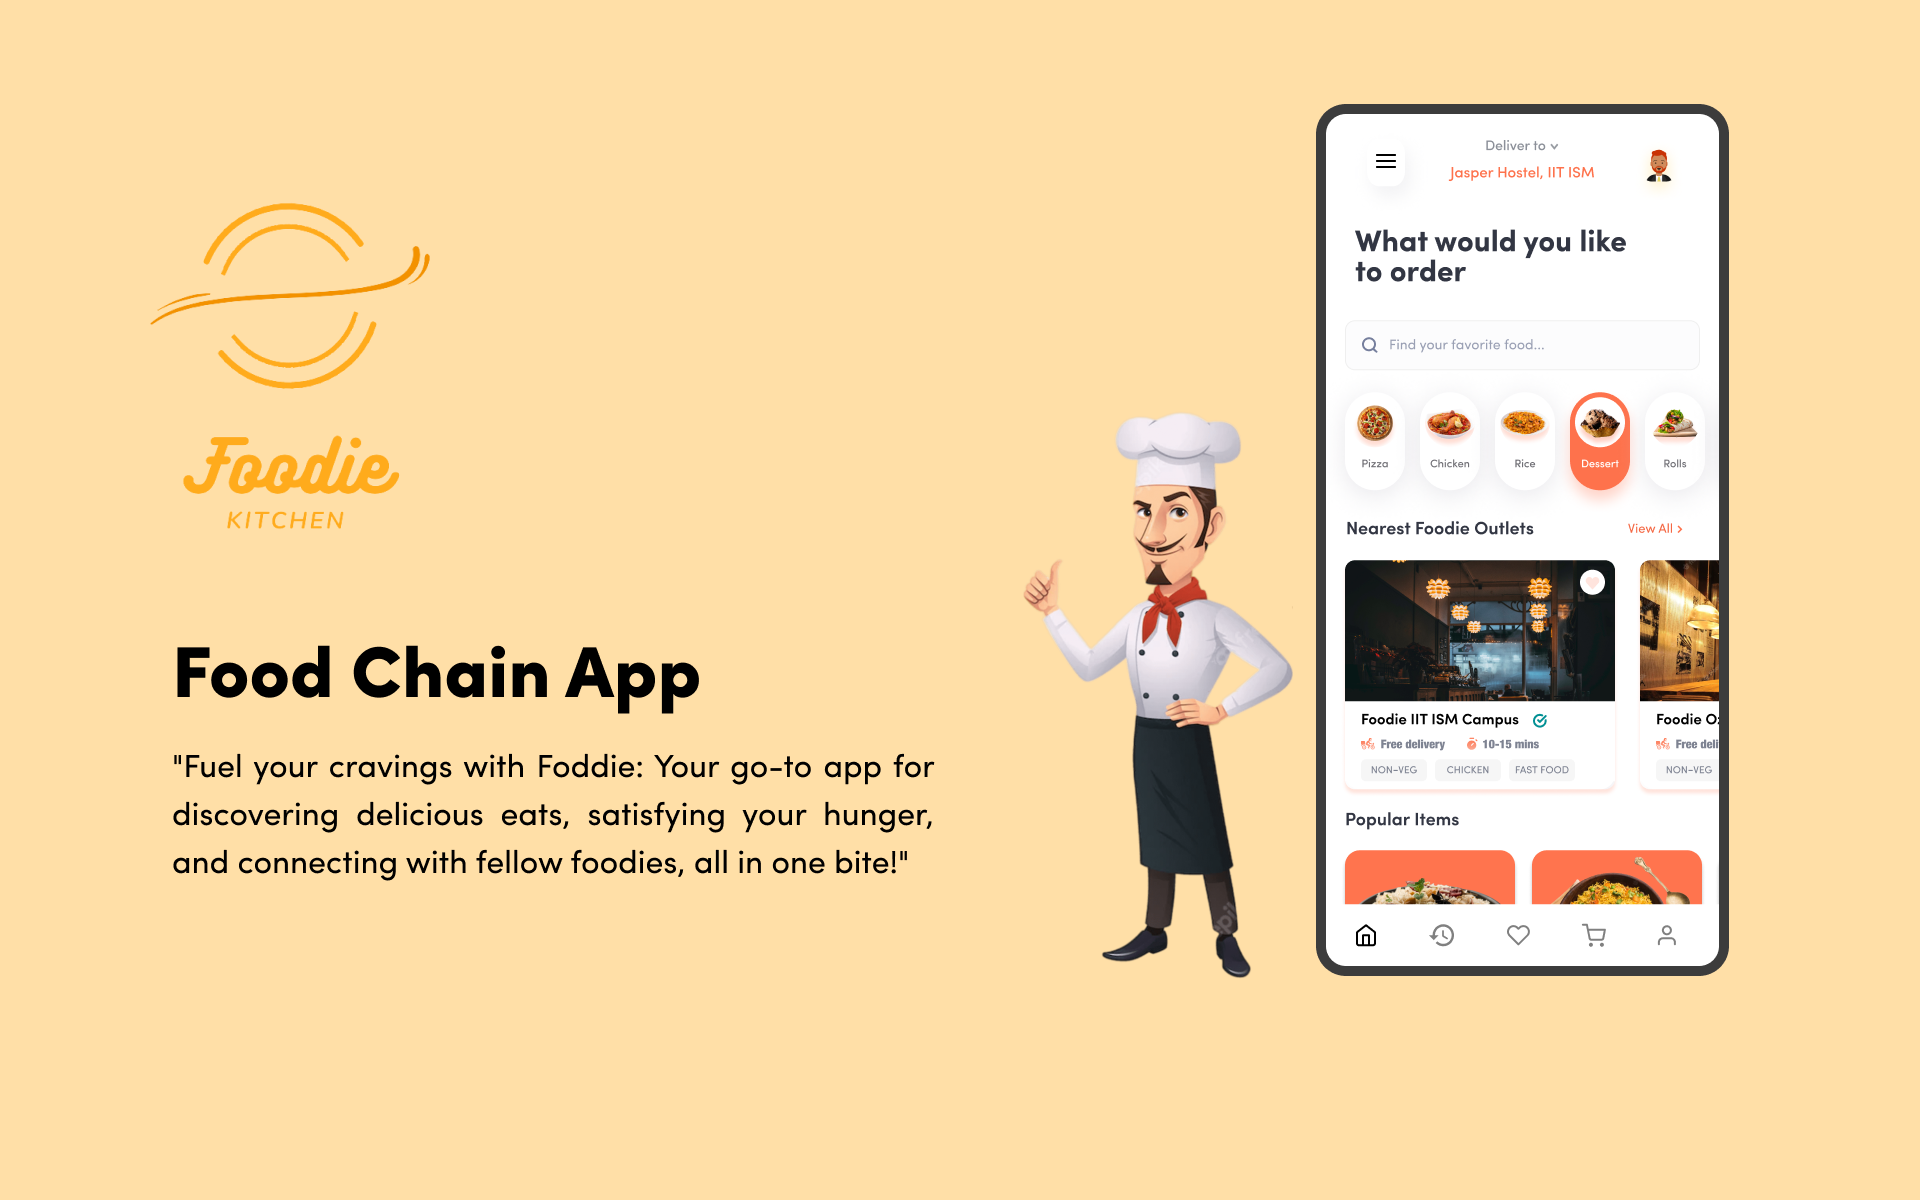 Foodie
KITCHEN
Food Chain App
"Fuel your cravings with Foddie: Your go-to app for
discovering delicious eats, satisfying your hunger,
and connecting with fellow foodies, all in one bite!"
Deliver to
Jasper Hostel, IIT ISM
What would you like
to order
Find your favorite food...
Pizza Chicken Rice Dessert Rolls
Nearest Foodie Outlets View All
Foodie IIT ISM Campus Foodie
Free delivery 10-15 mins Free
NON-VEG CHICKEN FAST FOOD NON-VEG
Popular Items